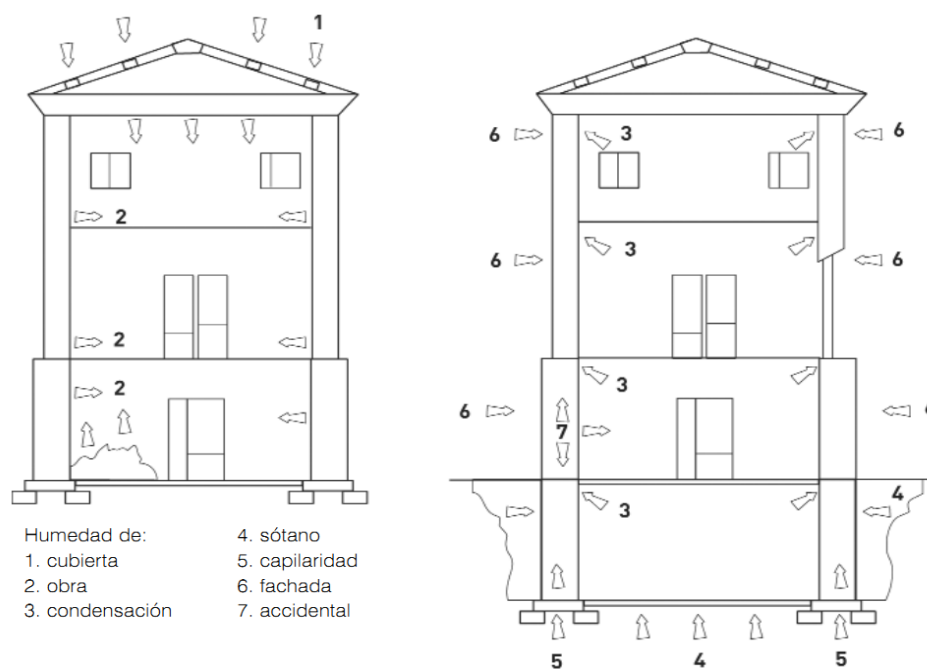 1
2
2
2
Humedad de:
1. cubierta
2. obra
3. condensación
4. sótano
5. capilaridad
6. fachada
7. accidental
6
3
6
6
3
6
3
6
7
3
4
5
4
5